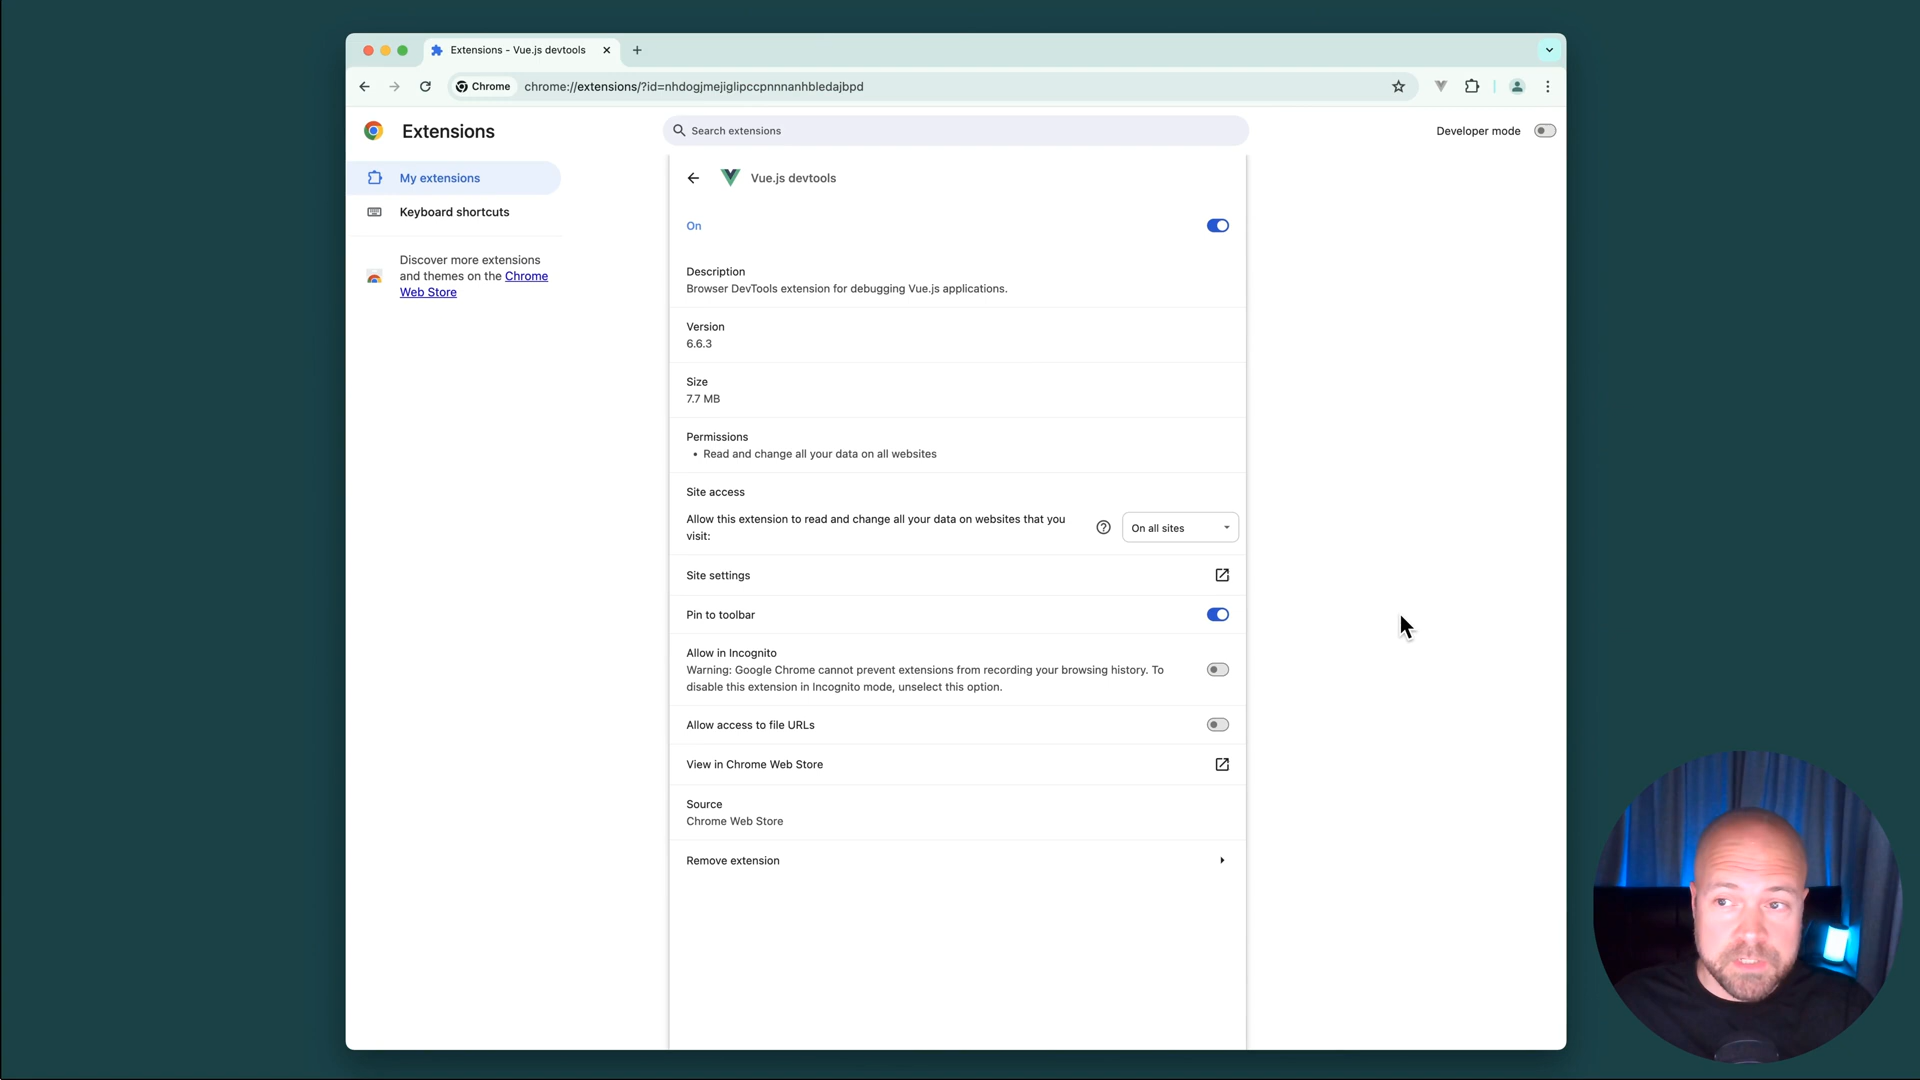 Extensions - Vue.js devtools
Chrome
chrome://extensions/?id=nhdogjmejiglipccpnnnanhbledajbpd
Extensions
Search extensions
Developer mode
My extensions
Keyboard shortcuts
Discover more extensions
and themes on the Chrome
Web Store
Vue.js devtools
On
Description
Browser DevTools extension for debugging Vue.js applications.
Version
6.6.3
Size
7.7 MB
Permissions
• Read and change all your data on all websites
Site access
Allow this extension to read and change all your data on websites that you
visit:
On all sites
Site settings
Pin to toolbar
Allow in Incognito
Warning: Google Chrome cannot prevent extensions from recording your browsing history. To
disable this extension in Incognito mode, unselect this option.
Allow access to file URLs
View in Chrome Web Store
Source
Chrome Web Store
Remove extension